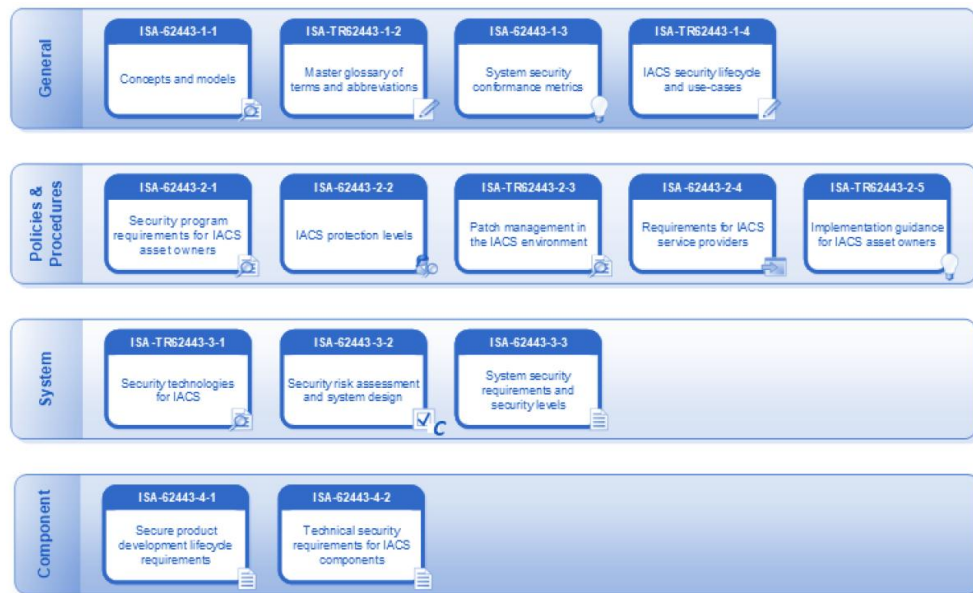 General
ISA-62443-1-1
Concepts and models
ISA-TR62443-1-2
Master glossary of
terms and abbreviations
ISA-62443-1-3
System security
conformance metrics
ISA-TR62443-1-4
IACS security lifecycle
and use-cases
Policies &
Procedures
ISA-62443-2-1
Security program
requirements for IACS
asset owners
ISA-62443-2-2
IACS protection levels
ISA-TR62443-2-3
Patch management in
the IACS environment
ISA-62443-2-4
Requirements for IACS
service providers
ISA-TR62443-2-5
Implementation guidance
for IACS asset owners
System
ISA-TR62443-3-1
Security technologies
for IACS
ISA-62443-3-2
Security risk assessment
and system design
C
ISA-62443-3-3
System security
requirements and
security levels
Component
ISA-62443-4-1
Secure product
development lifecycle
requirements
ISA-62443-4-2
Technical security
requirements for IACS
components